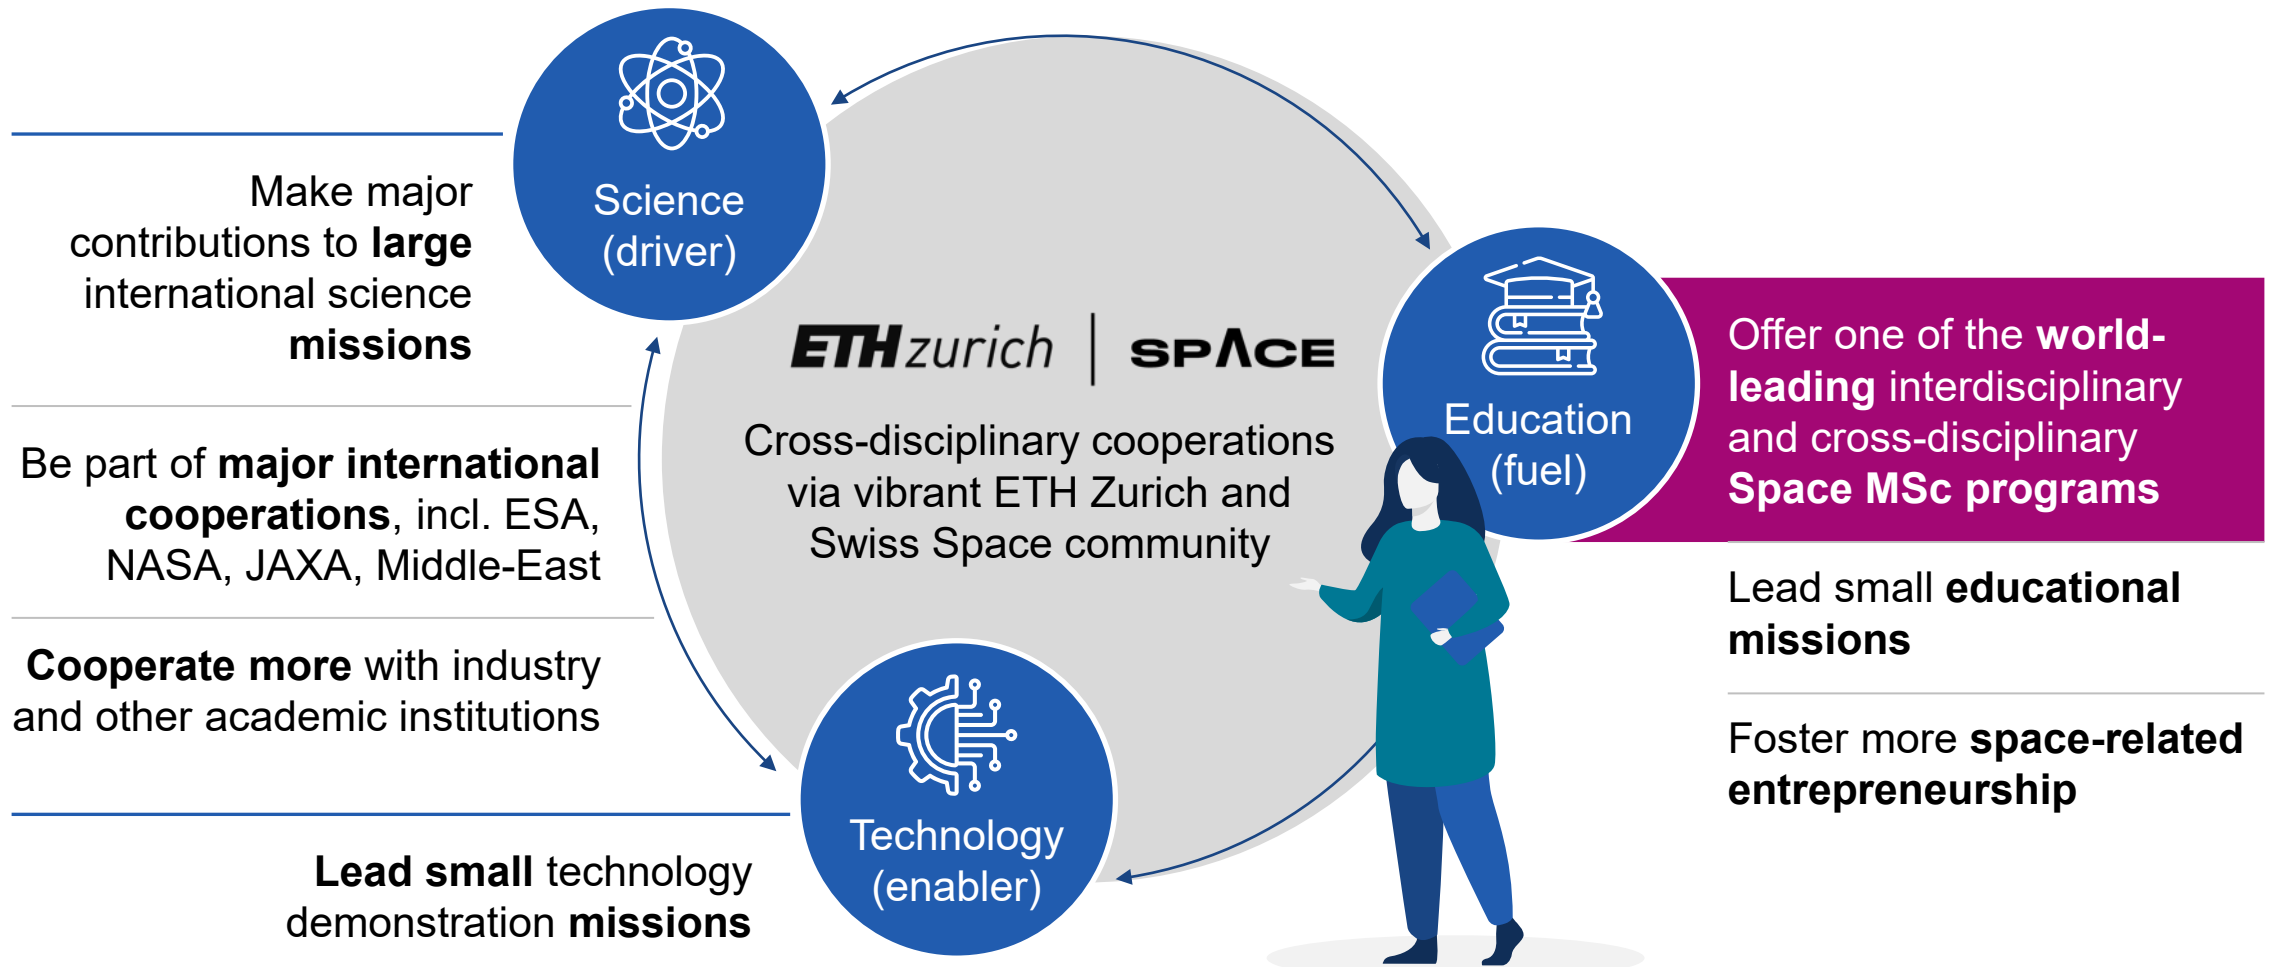 Science
(driver)
Make major
contributions to large
international science
missions
Be part of major international
cooperations, incl. ESA,
NASA, JAXA, Middle-East
Cooperate more with industry
and other academic institutions
Lead small technology
demonstration missions
ETH zurich | SPACE
Cross-disciplinary cooperations
via vibrant ETH Zurich and
Swiss Space community
Technology
(enabler)
Education
(fuel)
Offer one of the world-
leading interdisciplinary
and cross-disciplinary
Space MSc programs
Lead small educational
missions
Foster more space-related
entrepreneurship